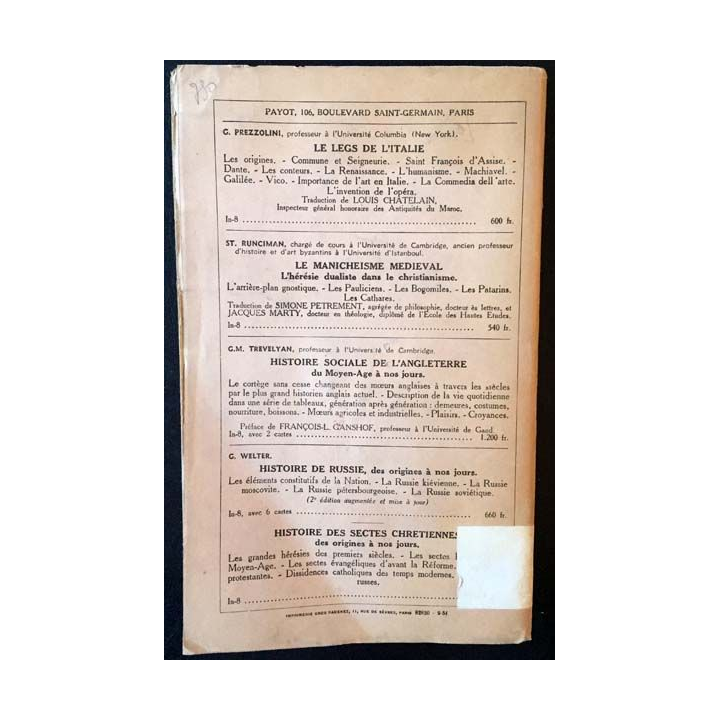 930
PAYOT, 106, BOULEVARD SAINT-GERMAIN, PARIS
G. PREZZOLINI, professeur à l'Université Columbia (New York).
LE LEGS DE L'ITALIE
Les origines. - Commune et Seigneurie. - Saint François d'Assise. -
Dante. - Les conteurs. - La Renaissance. - L'humanisme. - Machiavel. -
Galilée. - Vico. - Importance de l'art en Italie. - La Commedia dell'arte.
L'invention de l'opéra.
Traduction de LOUIS CHATELAIN,
Inspecteur général honoraire des Antiquités du Maroc.
In-8 ........ 600 fr.
ST. RUNCIMAN, chargé de cours à l'Université de Cambridge, ancien professeur
d'histoire et d'art byzantins à l'Université d'Istanboul.
LE MANICHEISME MEDIEVAL
L'hérésie dualiste dans le christianisme.
L'arrière-plan gnostique. - Les Pauliciens. - Les Bogomiles. - Les Patarins.
Les Cathares.
Traduction de SIMONE PETREMENT, agrégée de philosophie, docteur ès lettres, et
JACQUES MARTY, docteur en théologie, diplômé de l'École des Hautes Etudes.
In-8 ........ 540 fr.
G.M. TREVELYAN, professeur à l'Université de Cambridge.
HISTOIRE SOCIALE DE L'ANGLETERRE
du Moyen-Age à nos jours.
Le cortège sans cesse changeant des mœurs anglaises à travers les siècles
par le plus grand historien anglais actuel. - Description de la vie quotidienne
dans une série de tableaux, génération après génération : demeures, costumes,
nourriture, boissons. - Mœurs agricoles et industrielles. - Plaisirs. - Croyances.
Préface de FRANÇOIS-L. GANSHOF, professeur à l'Université de Gand.
In-8, avec 2 cartes ........ 1.200 fr.
G. WELTER.
HISTOIRE DE RUSSIE, des origines à nos jours.
Les éléments constitutifs de la Nation. - La Russie kiévienne. - La Russie
moscovite. - La Russie pétersbourgeoise. - La Russie soviétique.
(2e édition augmentée et mise à jour)
In-8, avec 6 cartes ........ 660 fr.
HISTOIRE DES SECTES CHRETIENNES
des origines à nos jours.
Les grandes hérésies des premiers siècles. - Les sectes
Moyen-Age. - Les sectes évangéliques d'avant la Réforme.
protestantes. - Dissidences catholiques des temps modernes.
russes.
In-8 ........
PARIS